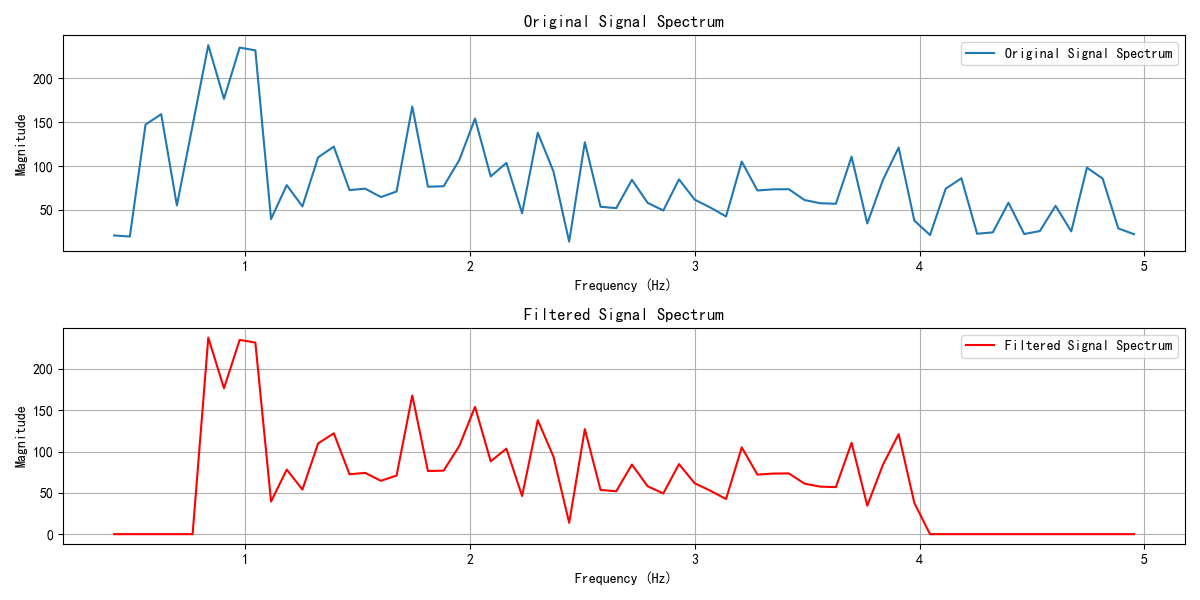 Original Signal Spectrum
Original Signal Spectrum
200
150
100
50
Magnitude
1 2 3 4 5
Frequency (Hz)
Filtered Signal Spectrum
Filtered Signal Spectrum
200
150
100
50
0
Magnitude
1 2 3 4 5
Frequency (Hz)